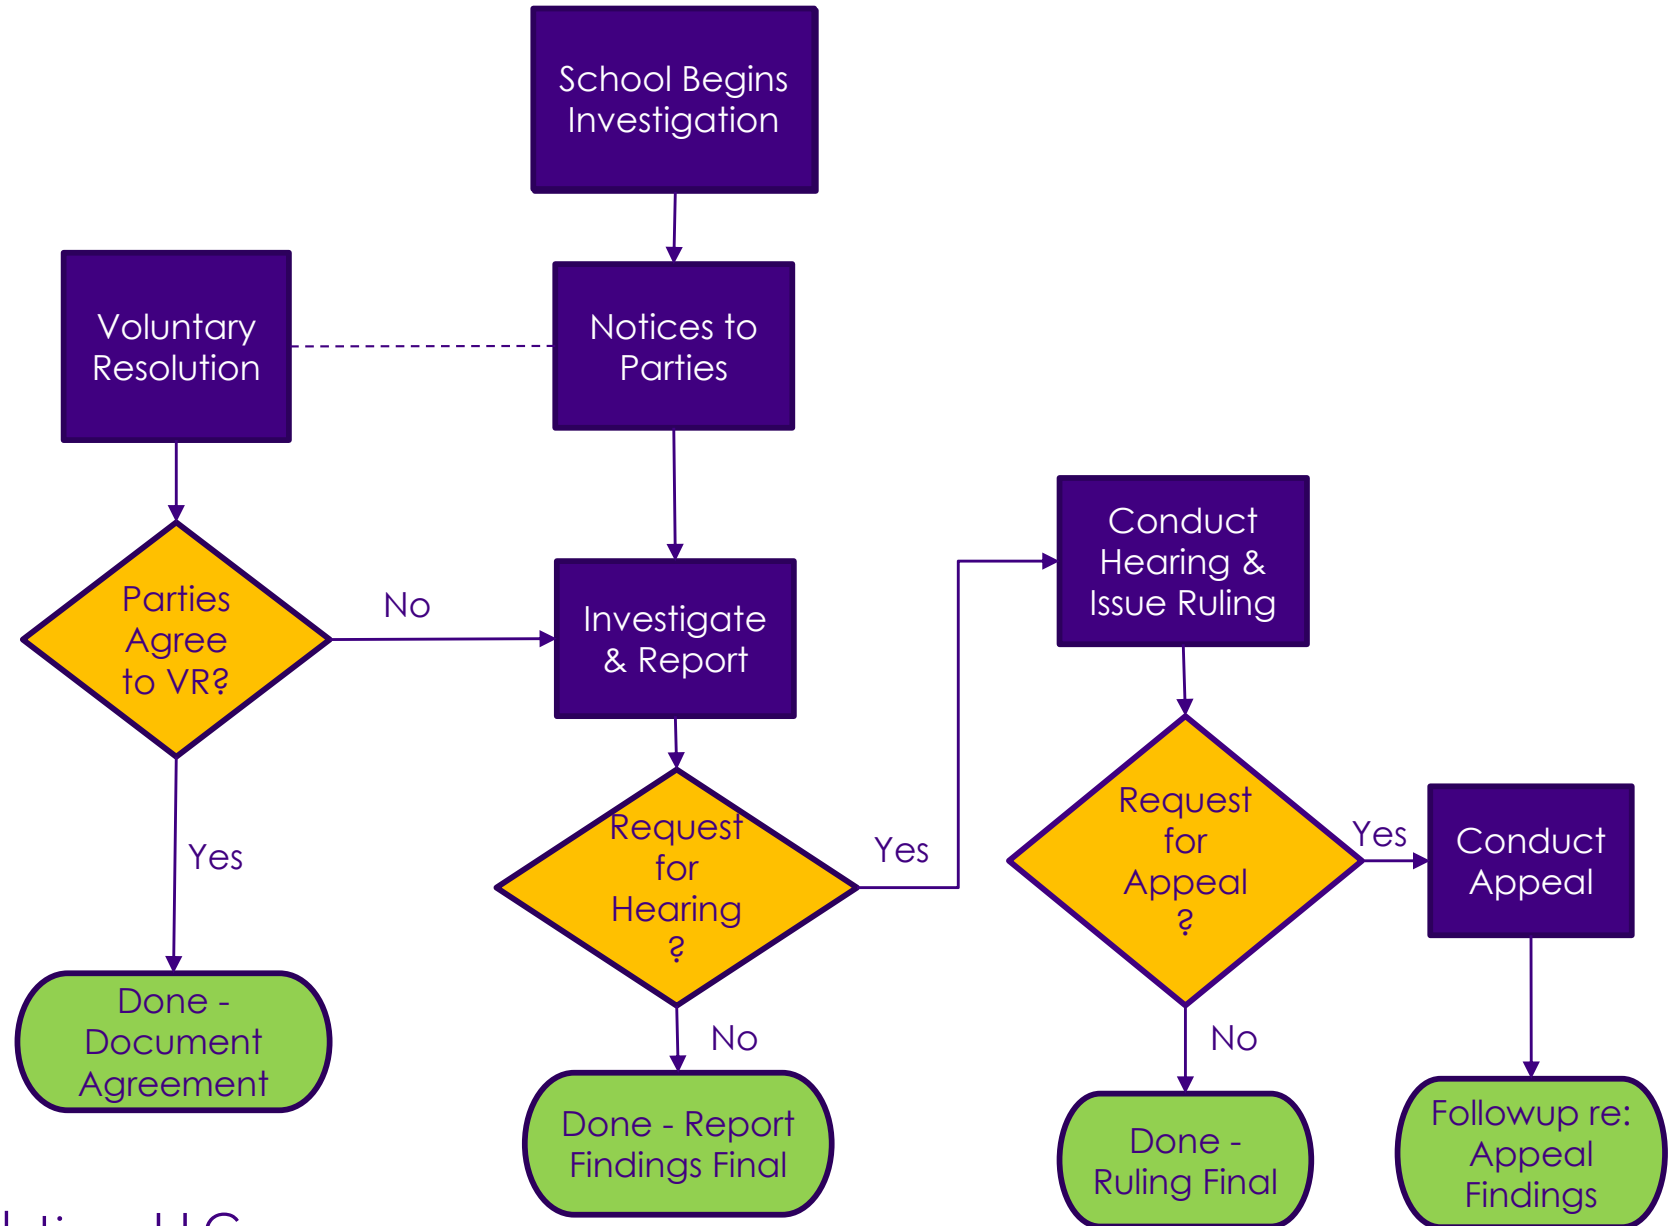 School Begins
Investigation
Voluntary
Resolution
Notices to
Parties
Parties
Agree
to VR?
No
Investigate
& Report
Conduct
Hearing &
Issue Ruling
Yes
Request
for
Hearing
?
Yes
Request
for
Appeal
?
Yes
Conduct
Appeal
Done -
Document
Agreement
No
Done - Report
Findings Final
No
Done -
Ruling Final
Followup re:
Appeal
Findings